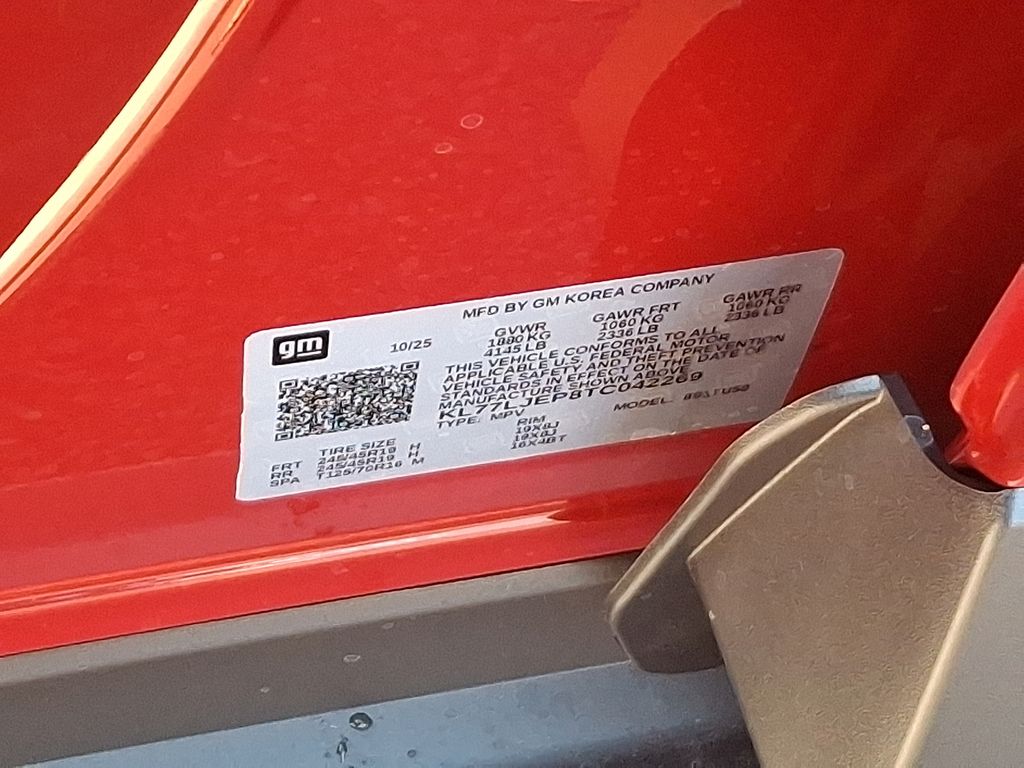 gm
MFD BY GM KOREA COMPANY
10/25
GVWR GAWR FRT GAWR RR
1880 KG 1060 KG 1060 KG
4145 LB 2336 LB 2336 LB
THIS VEHICLE CONFORMS TO ALL
APPLICABLE U.S. FEDERAL MOTOR
VEHICLE SAFETY AND THEFT PREVENTION
STANDARDS IN EFFECT ON THE DATE OF
MANUFACTURE SHOWN ABOVE
KL77LJEP8TC042269
TYPE: MPV MODEL:
TIRE SIZE RIM
FRT 245/45R19 H 19X8J
RR 245/45R19 H 19X8J
SPA T125/70R16 M 16X4BT